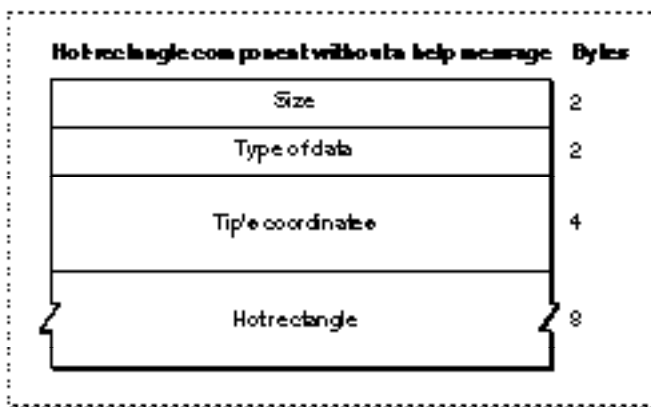 Hot-rectangle component without a help message Bytes
Size 2
Type of data 2
Tip's coordinates 4
Hot rectangle 8